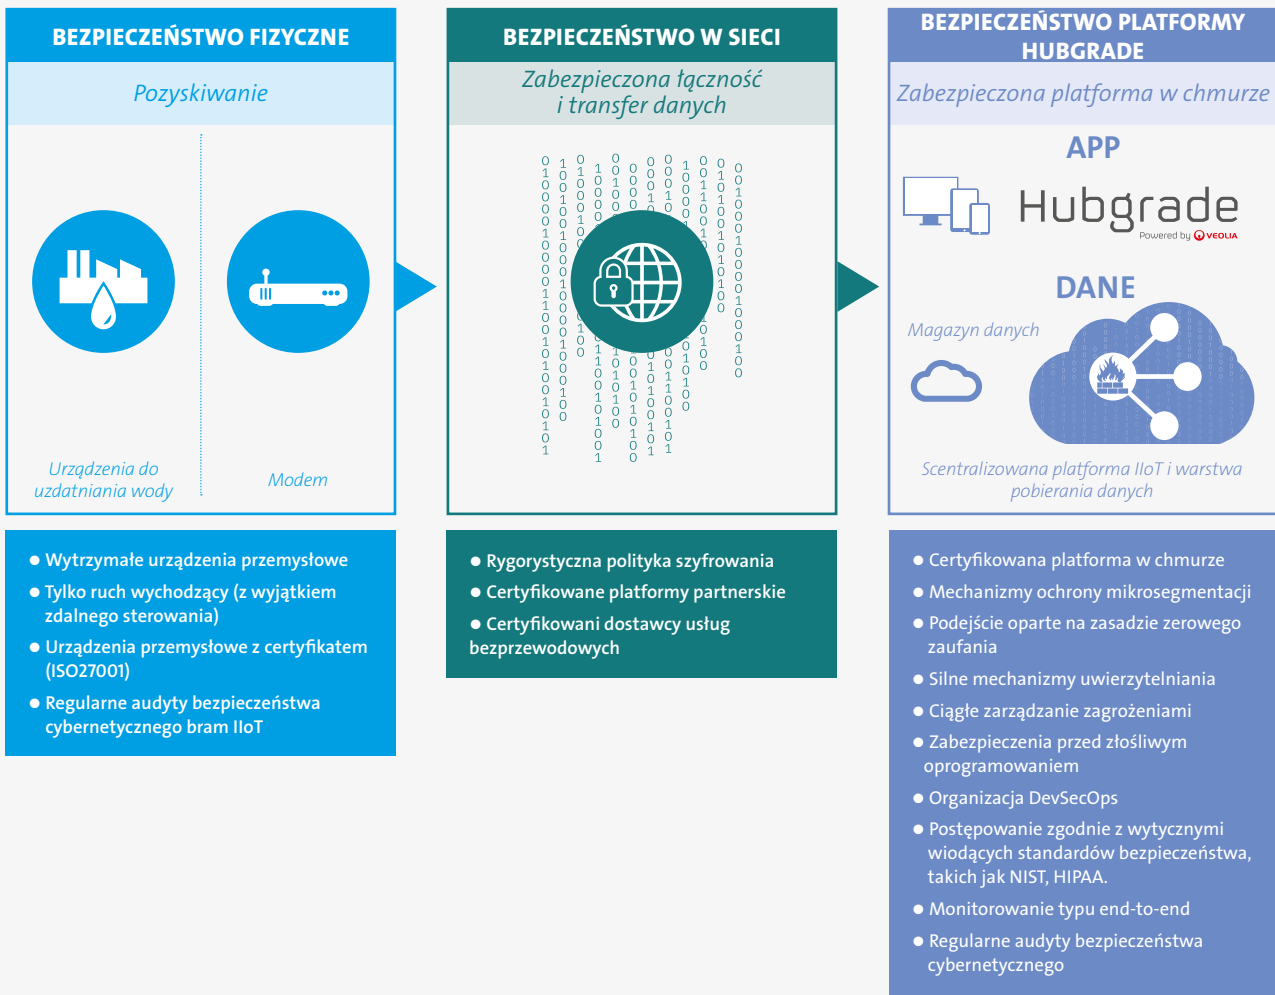 BEZPIECZEŃSTWO FIZYCZNE
Pozyskiwanie
Urządzenia do
uzdatniania wody
Modem
● Wytrzymałe urządzenia przemysłowe
● Tylko ruch wychodzący (z wyjątkiem
zdalnego sterowania)
● Urządzenia przemysłowe z certyfikatem
(ISO27001)
● Regularne audyty bezpieczeństwa
cybernetycznego bram IIoT
BEZPIECZEŃSTWO W SIECI
Zabezpieczona łączność
i transfer danych
● Rygorystyczna polityka szyfrowania
● Certyfikowane platformy partnerskie
● Certyfikowani dostawcy usług
bezprzewodowych
BEZPIECZEŃSTWO PLATFORMY
HUBGRADE
Zabezpieczona platforma w chmurze
APP
Hubgrade
Powered by VEOLIA
DANE
Magazyn danych
Scentralizowana platforma IIoT i warstwa
pobierania danych
● Certyfikowana platforma w chmurze
● Mechanizmy ochrony mikrosegmentacji
● Podejście oparte na zasadzie zerowego
zaufania
● Silne mechanizmy uwierzytelniania
● Ciągłe zarządzanie zagrożeniami
● Zabezpieczenia przed złośliwym
oprogramowaniem
● Organizacja DevSecOps
● Postępowanie zgodnie z wytycznymi
wiodących standardów bezpieczeństwa,
takich jak NIST, HIPAA.
● Monitorowanie typu end-to-end
● Regularne audyty bezpieczeństwa
cybernetycznego